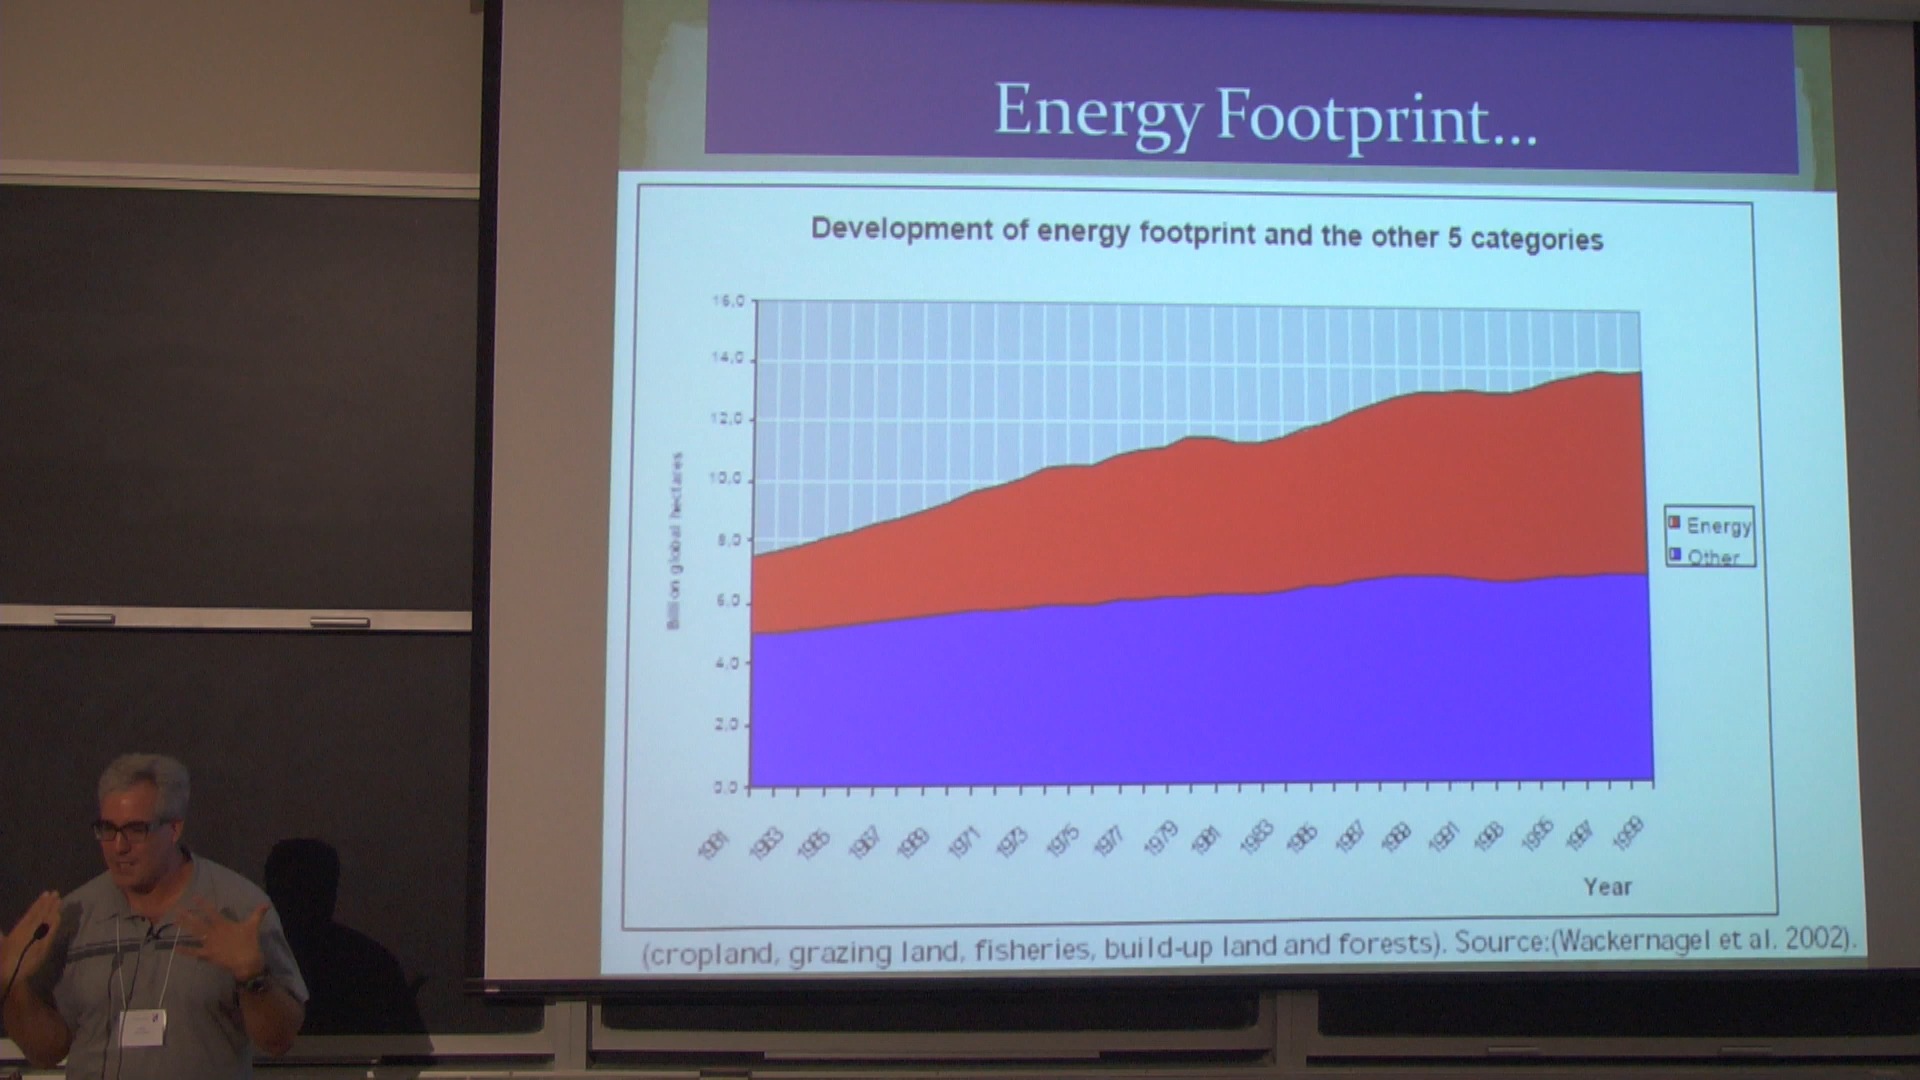 Energy Footprint...
Development of energy footprint and the other 5 categories
16,0
14,0
12,0
10,0
8,0
6,0
4,0
2,0
0,0
Billion global hectares
1961 1963 1965 1967 1969 1971 1973 1975 1977 1979 1981 1983 1985 1987 1989 1991 1993 1995 1997 1999
Year
Energy
Other
(cropland, grazing land, fisheries, build-up land and forests). Source:(Wackernagel et al. 2002).